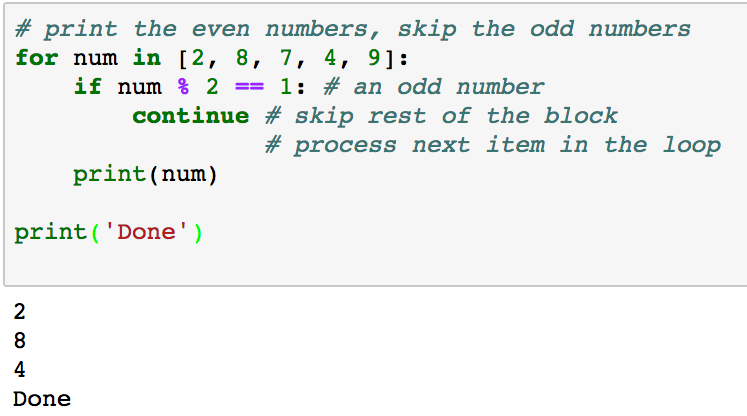 # print the even numbers, skip the odd numbers
for num in [2, 8, 7, 4, 9]:
    if num % 2 == 1: # an odd number
        continue # skip rest of the block
                 # process next item in the loop
    print(num)

print('Done')
2
8
4
Done